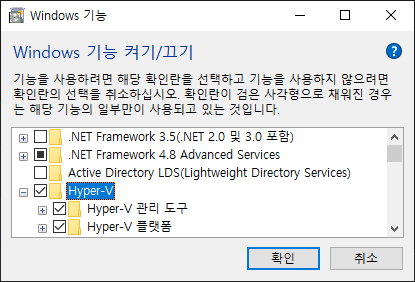 Windows 기능
Windows 기능 켜기/끄기
기능을 사용하려면 해당 확인란을 선택하고 기능을 사용하지 않으려면
확인란의 선택을 취소하십시오. 확인란이 검은 사각형으로 채워진 경우
는 해당 기능의 일부만이 사용되고 있는 것입니다.
.NET Framework 3.5(.NET 2.0 및 3.0 포함)
.NET Framework 4.8 Advanced Services
Active Directory LDS(Lightweight Directory Services)
Hyper-V
Hyper-V 관리 도구
Hyper-V 플랫폼
확인 취소